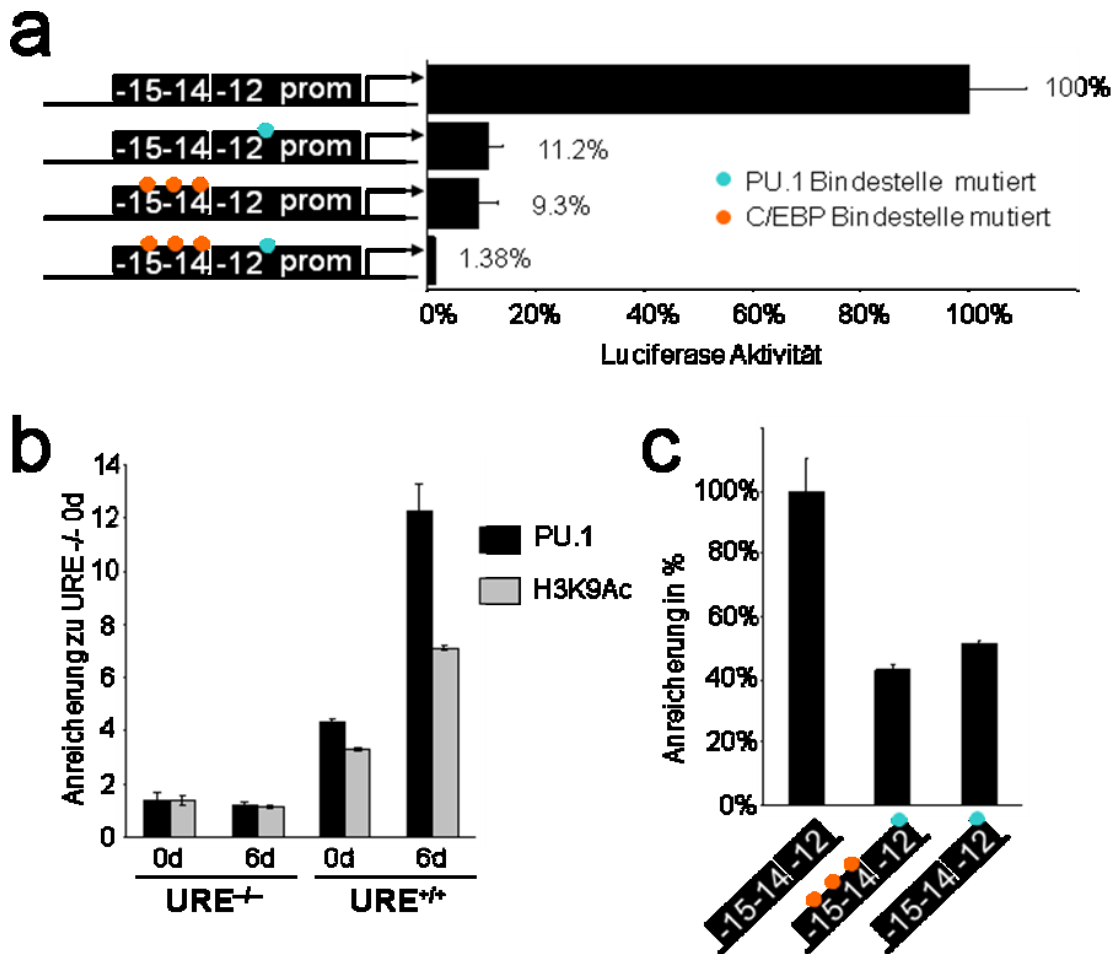 a
-15-14 -12 prom
100%
-15-14 -12 prom
11.2%
-15-14 -12 prom
9.3%
-15-14 -12 prom
1.38%
PU.1 Bindestelle mutiert
C/EBP Bindestelle mutiert
0% 20% 40% 60% 80% 100%
Luciferase Aktivität
b
Anreicherung zu URE -/- 0d
14
12
10
8
6
4
2
0
PU.1
H3K9Ac
0d 6d 0d 6d
URE-/- URE+/+
c
Anreicherung in %
100%
80%
60%
40%
20%
0%
-15-14 -12
-15-14 -12
-15-14 -12